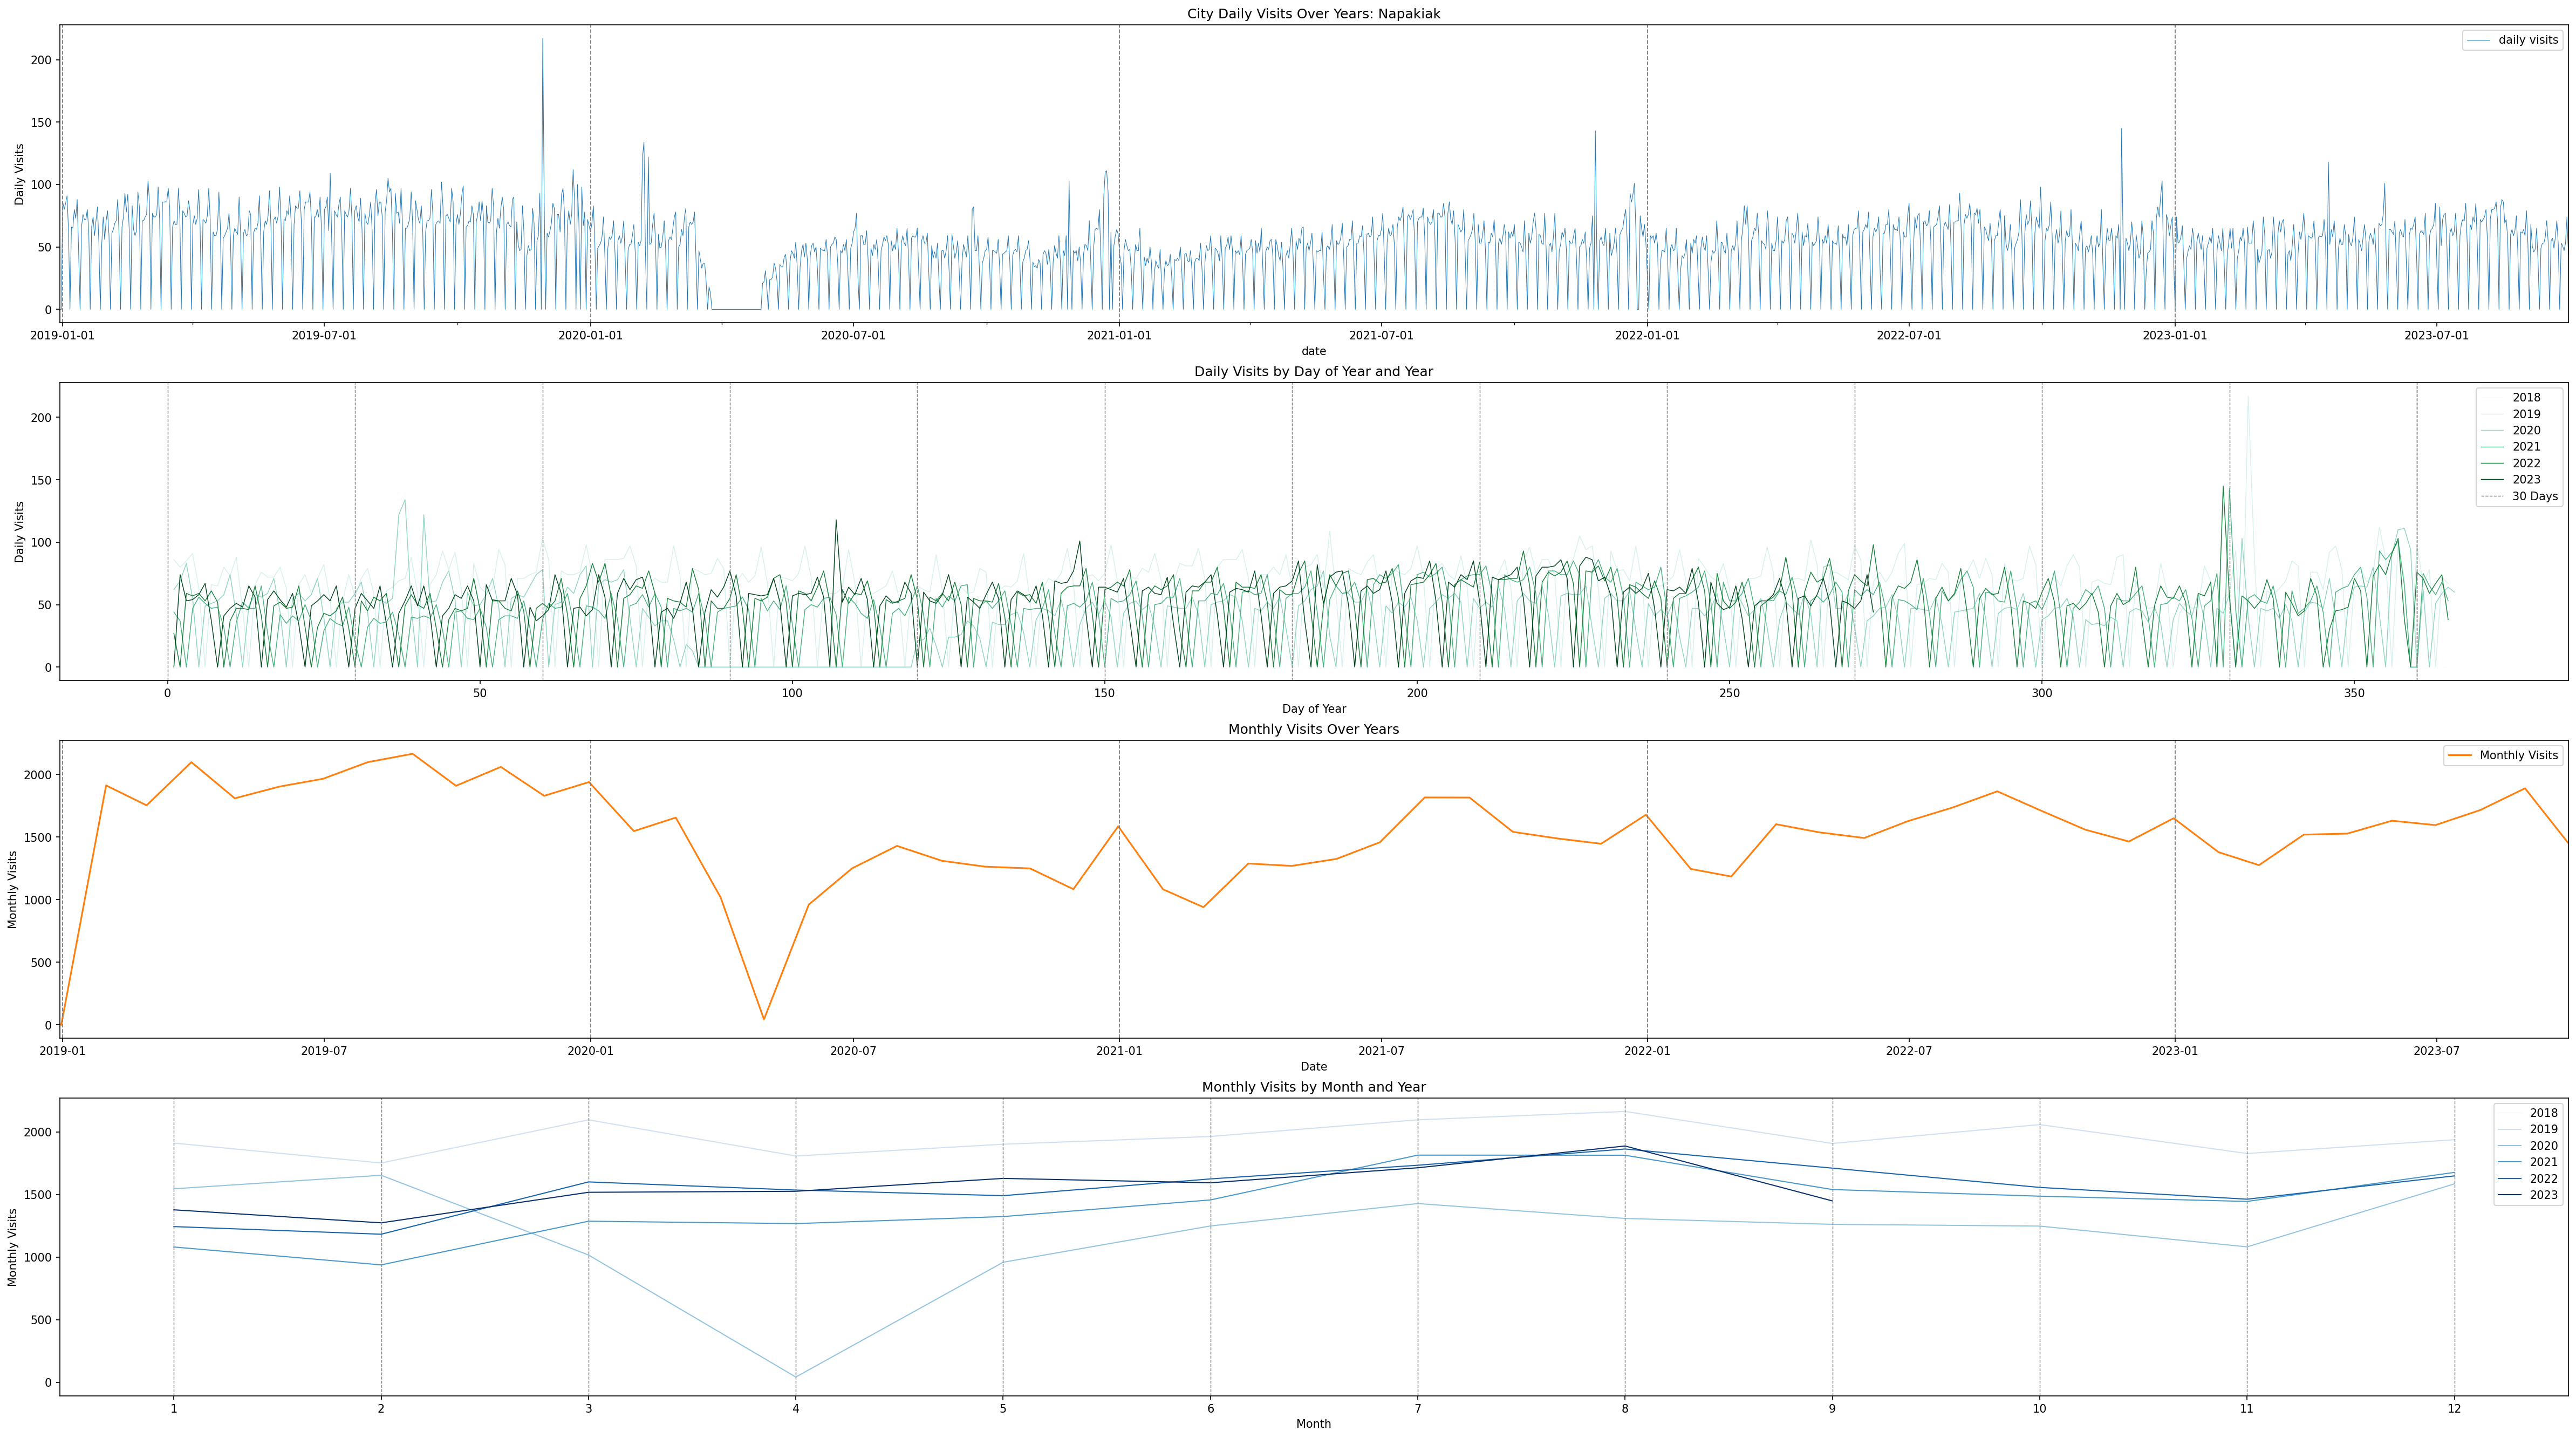 City Daily Visits Over Years: Napakiak
daily visits
Daily Visits
200
150
100
50
0
2019-01-01 2019-07-01 2020-01-01 2020-07-01 2021-01-01 2021-07-01 2022-01-01 2022-07-01 2023-01-01 2023-07-01
date
Daily Visits by Day of Year and Year
2018
2019
2020
2021
2022
2023
30 Days
Daily Visits
200
150
100
50
0
0 50 100 150 200 250 300 350
Day of Year
Monthly Visits Over Years
Monthly Visits
Monthly Visits
2000
1500
1000
500
0
2019-01 2019-07 2020-01 2020-07 2021-01 2021-07 2022-01 2022-07 2023-01 2023-07
Date
Monthly Visits by Month and Year
2018
2019
2020
2021
2022
2023
Monthly Visits
2000
1500
1000
500
0
1 2 3 4 5 6 7 8 9 10 11 12
Month